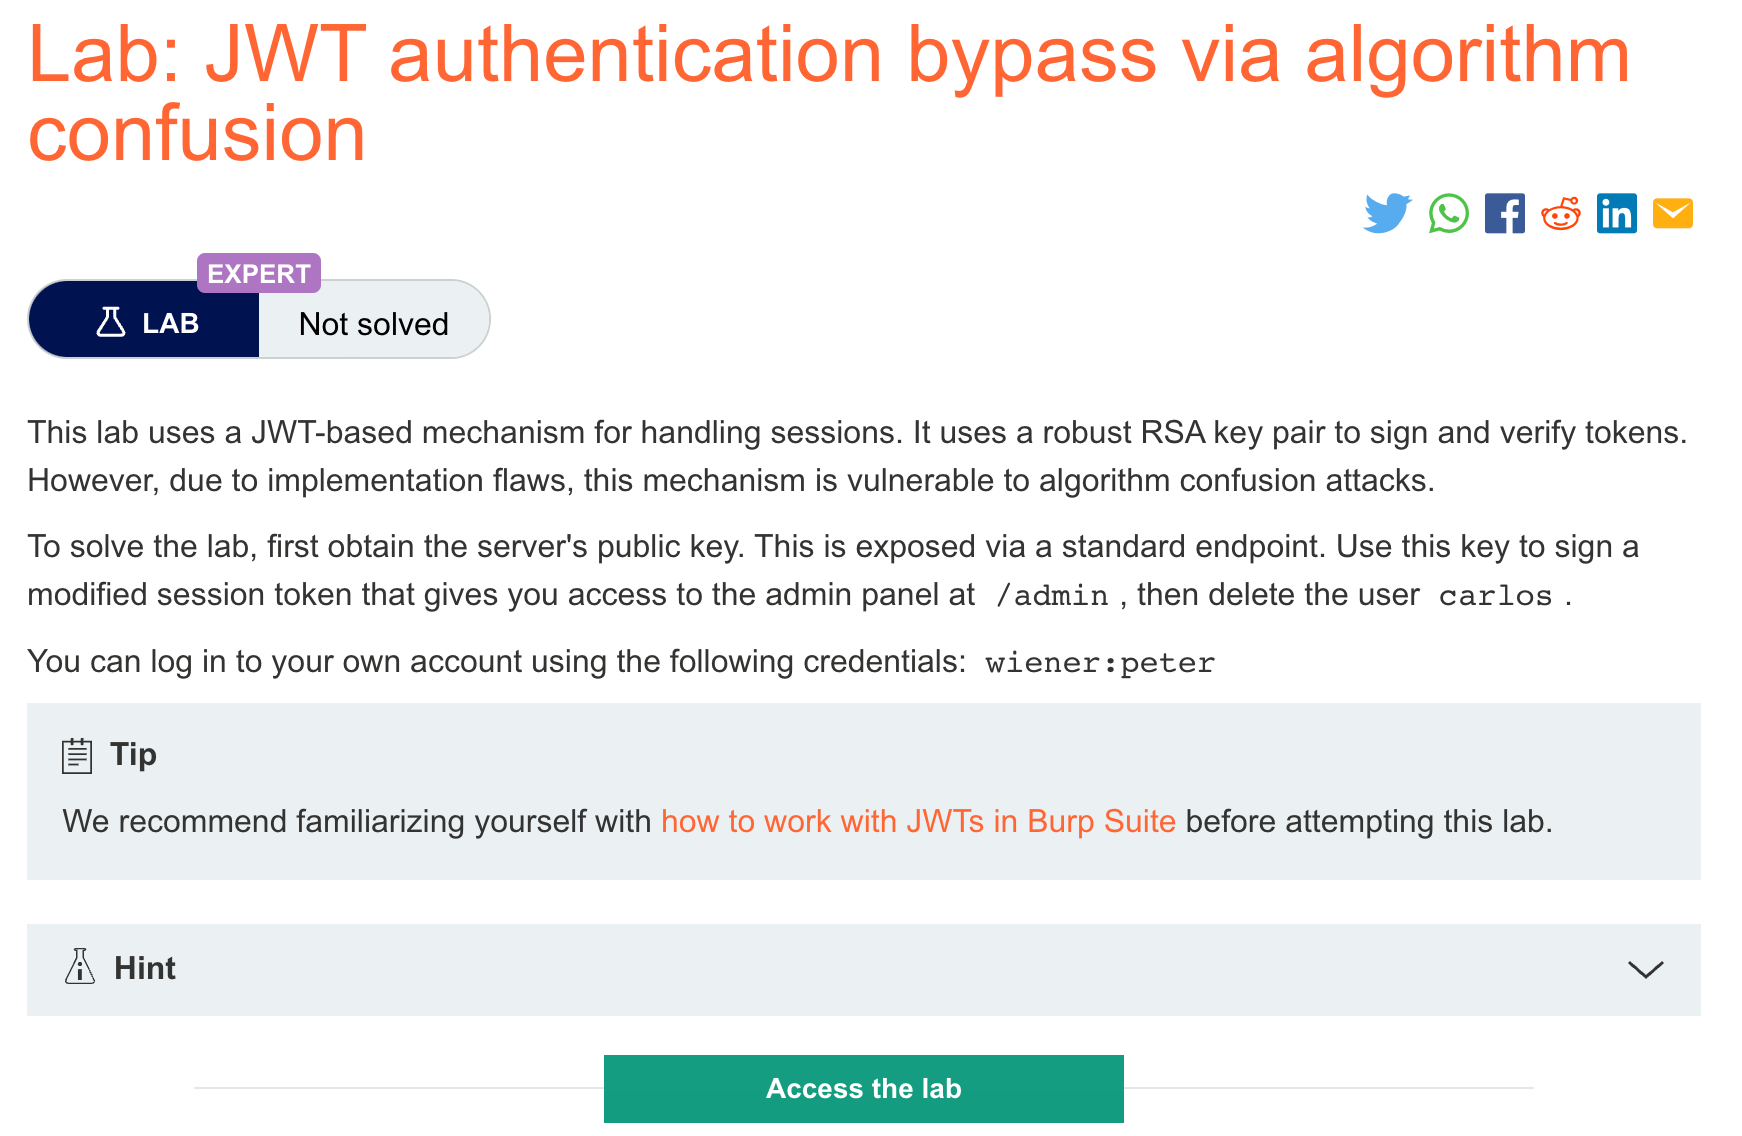 Lab: JWT authentication bypass via algorithm
confusion
EXPERT
LAB
Not solved
This lab uses a JWT-based mechanism for handling sessions. It uses a robust RSA key pair to sign and verify tokens.
However, due to implementation flaws, this mechanism is vulnerable to algorithm confusion attacks.
To solve the lab, first obtain the server's public key. This is exposed via a standard endpoint. Use this key to sign a
modified session token that gives you access to the admin panel at /admin , then delete the user carlos .
You can log in to your own account using the following credentials: wiener:peter
Tip
We recommend familiarizing yourself with how to work with JWTs in Burp Suite before attempting this lab.
Hint
Access the lab